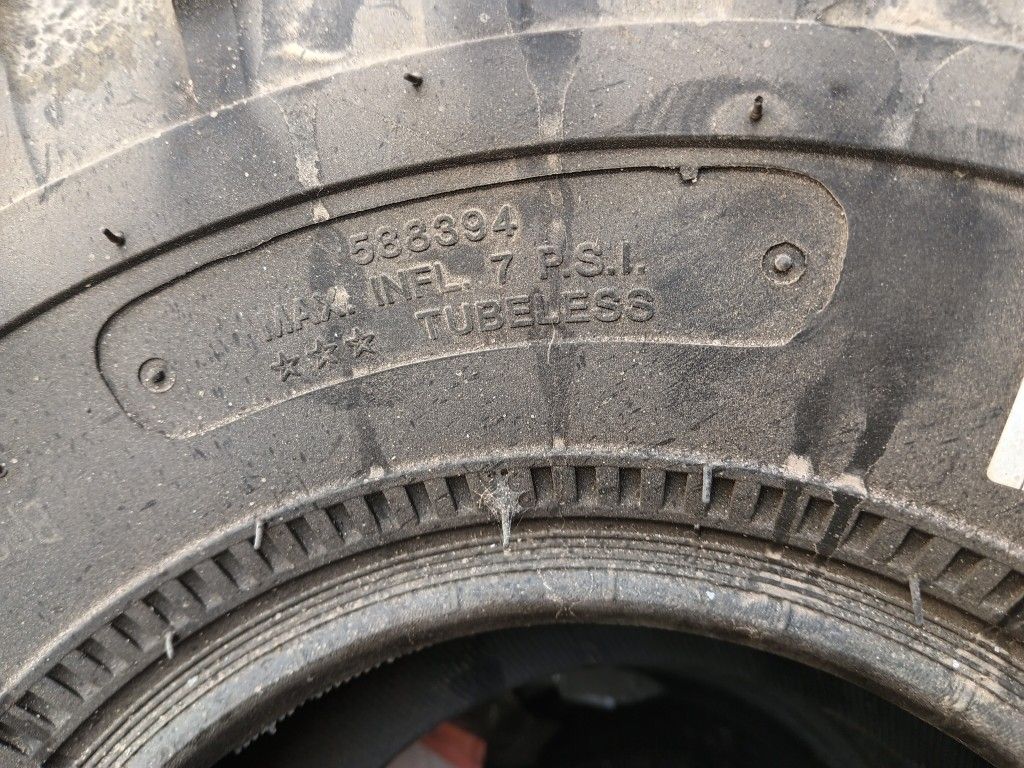 588394
MAX. INFL. 7 P.S.I.
☆☆☆ TUBELESS